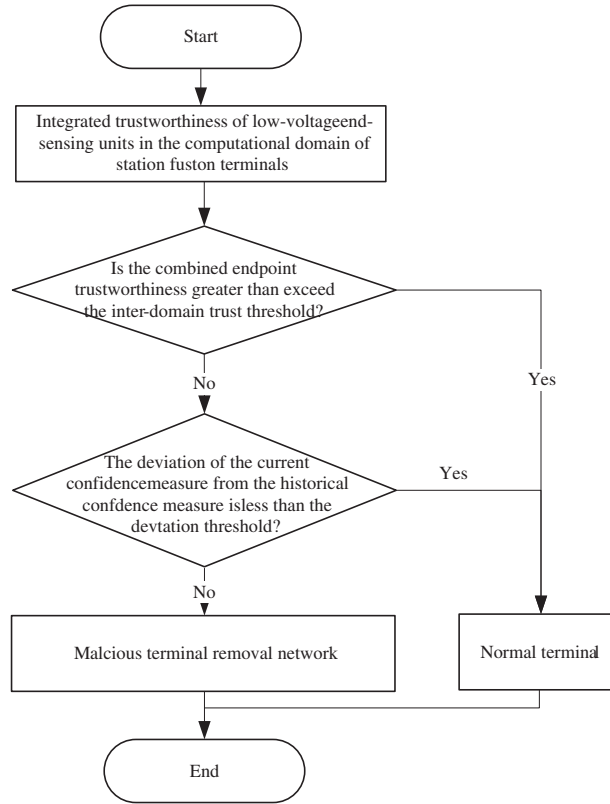 Start
Integrated trustworthiness of low-voltageend-
sensing units in the computational domain of
station fuston terminals
Is the combined endpoint
trustworthiness greater than exceed
the inter-domain trust threshold?
Yes
No
The deviation of the current
confidencemeasure from the historical
confdence measure isless than the
devtation threshold?
Yes
No
Malcious terminal removal network
Normal terminal
End